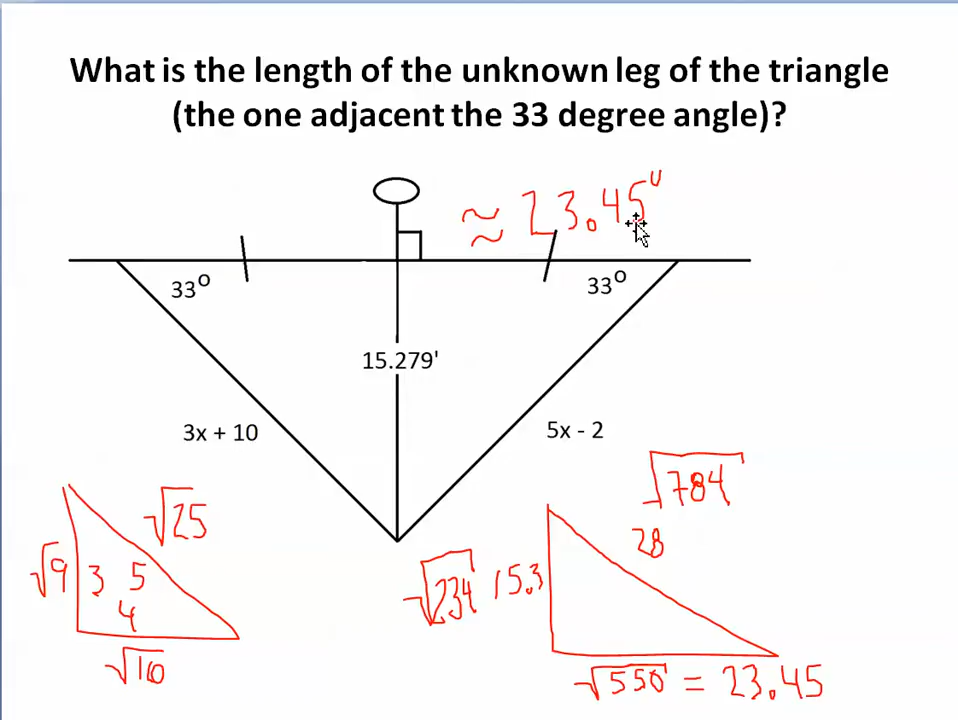 What is the length of the unknown leg of the triangle
(the one adjacent the 33 degree angle)?
≈ 23.45"
33°
33°
15.279'
3x + 10
5x - 2
√25
√9
3
5
4
√16
√784
28
√234
15.3
√550 = 23.45